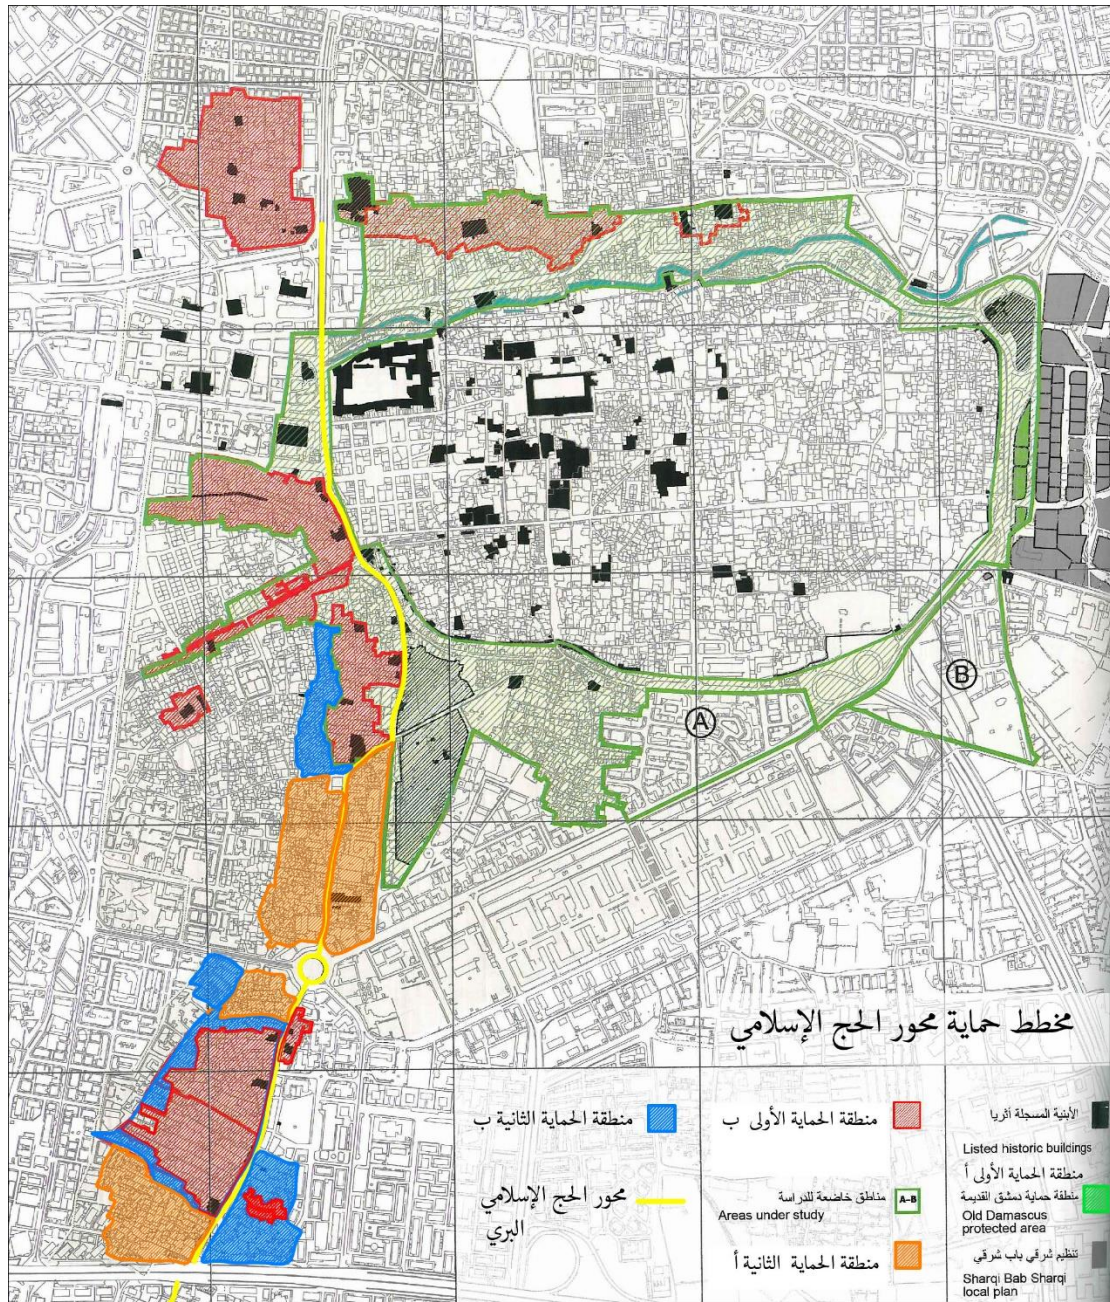 A
B
مخطط حماية محور الحج الإسلامي
الأبنية المسجلة أثريا
Listed historic buildings
منطقة الحماية الأولى أ
منطقة حماية دمشق القديمة
Old Damascus
protected area
تنظيم شرقي باب شرقي
Sharqi Bab Sharqi
local plan
منطقة الحماية الأولى ب
A-B
مناطق خاضعة للدراسة
Areas under study
منطقة الحماية الثانية أ
منطقة الحماية الثانية ب
محور الحج الإسلامي
البري